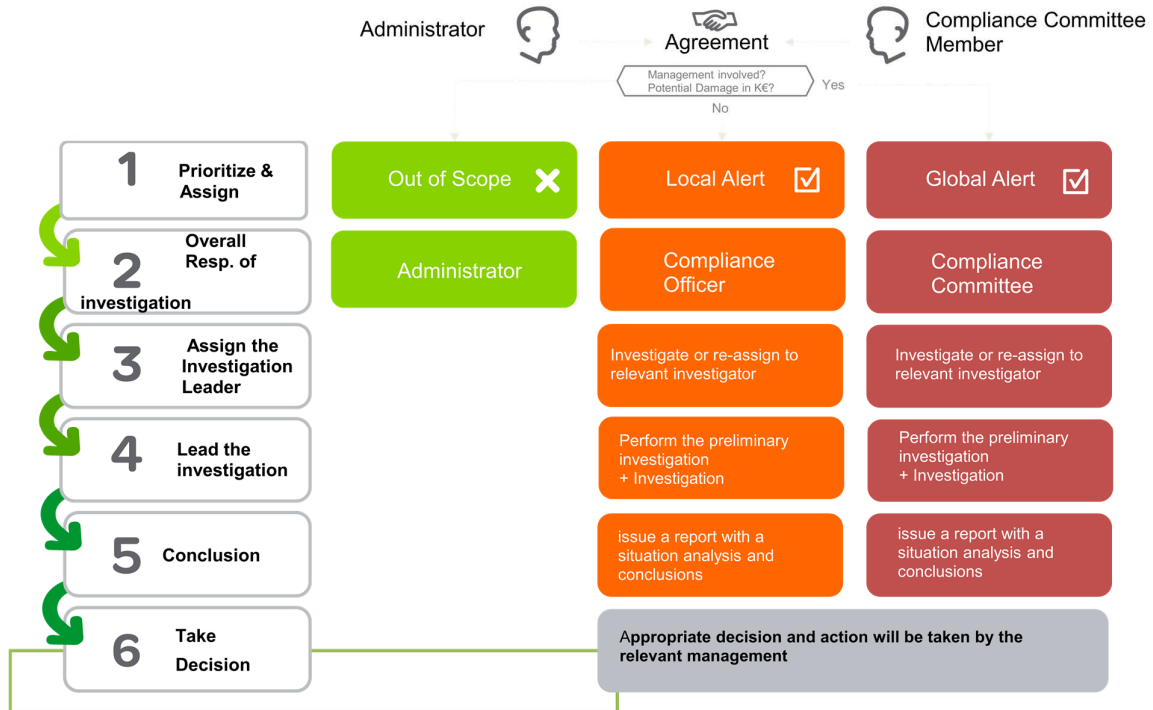 Administrator
Agreement
Compliance Committee
Member
Management involved?
Potential Damage in K€?
Yes
No
1
Prioritize &
Assign
Out of Scope
Local Alert
Global Alert
2
Overall
Resp. of
investigation
Administrator
Compliance
Officer
Compliance
Committee
3
Assign the
Investigation
Leader
Investigate or re-assign to
relevant investigator
Investigate or re-assign to
relevant investigator
4
Lead the
investigation
Perform the preliminary
investigation
+ Investigation
Perform the preliminary
investigation
+ Investigation
5
Conclusion
issue a report with a
situation analysis and
conclusions
issue a report with a
situation analysis and
conclusions
6
Take
Decision
Appropriate decision and action will be taken by the
relevant management